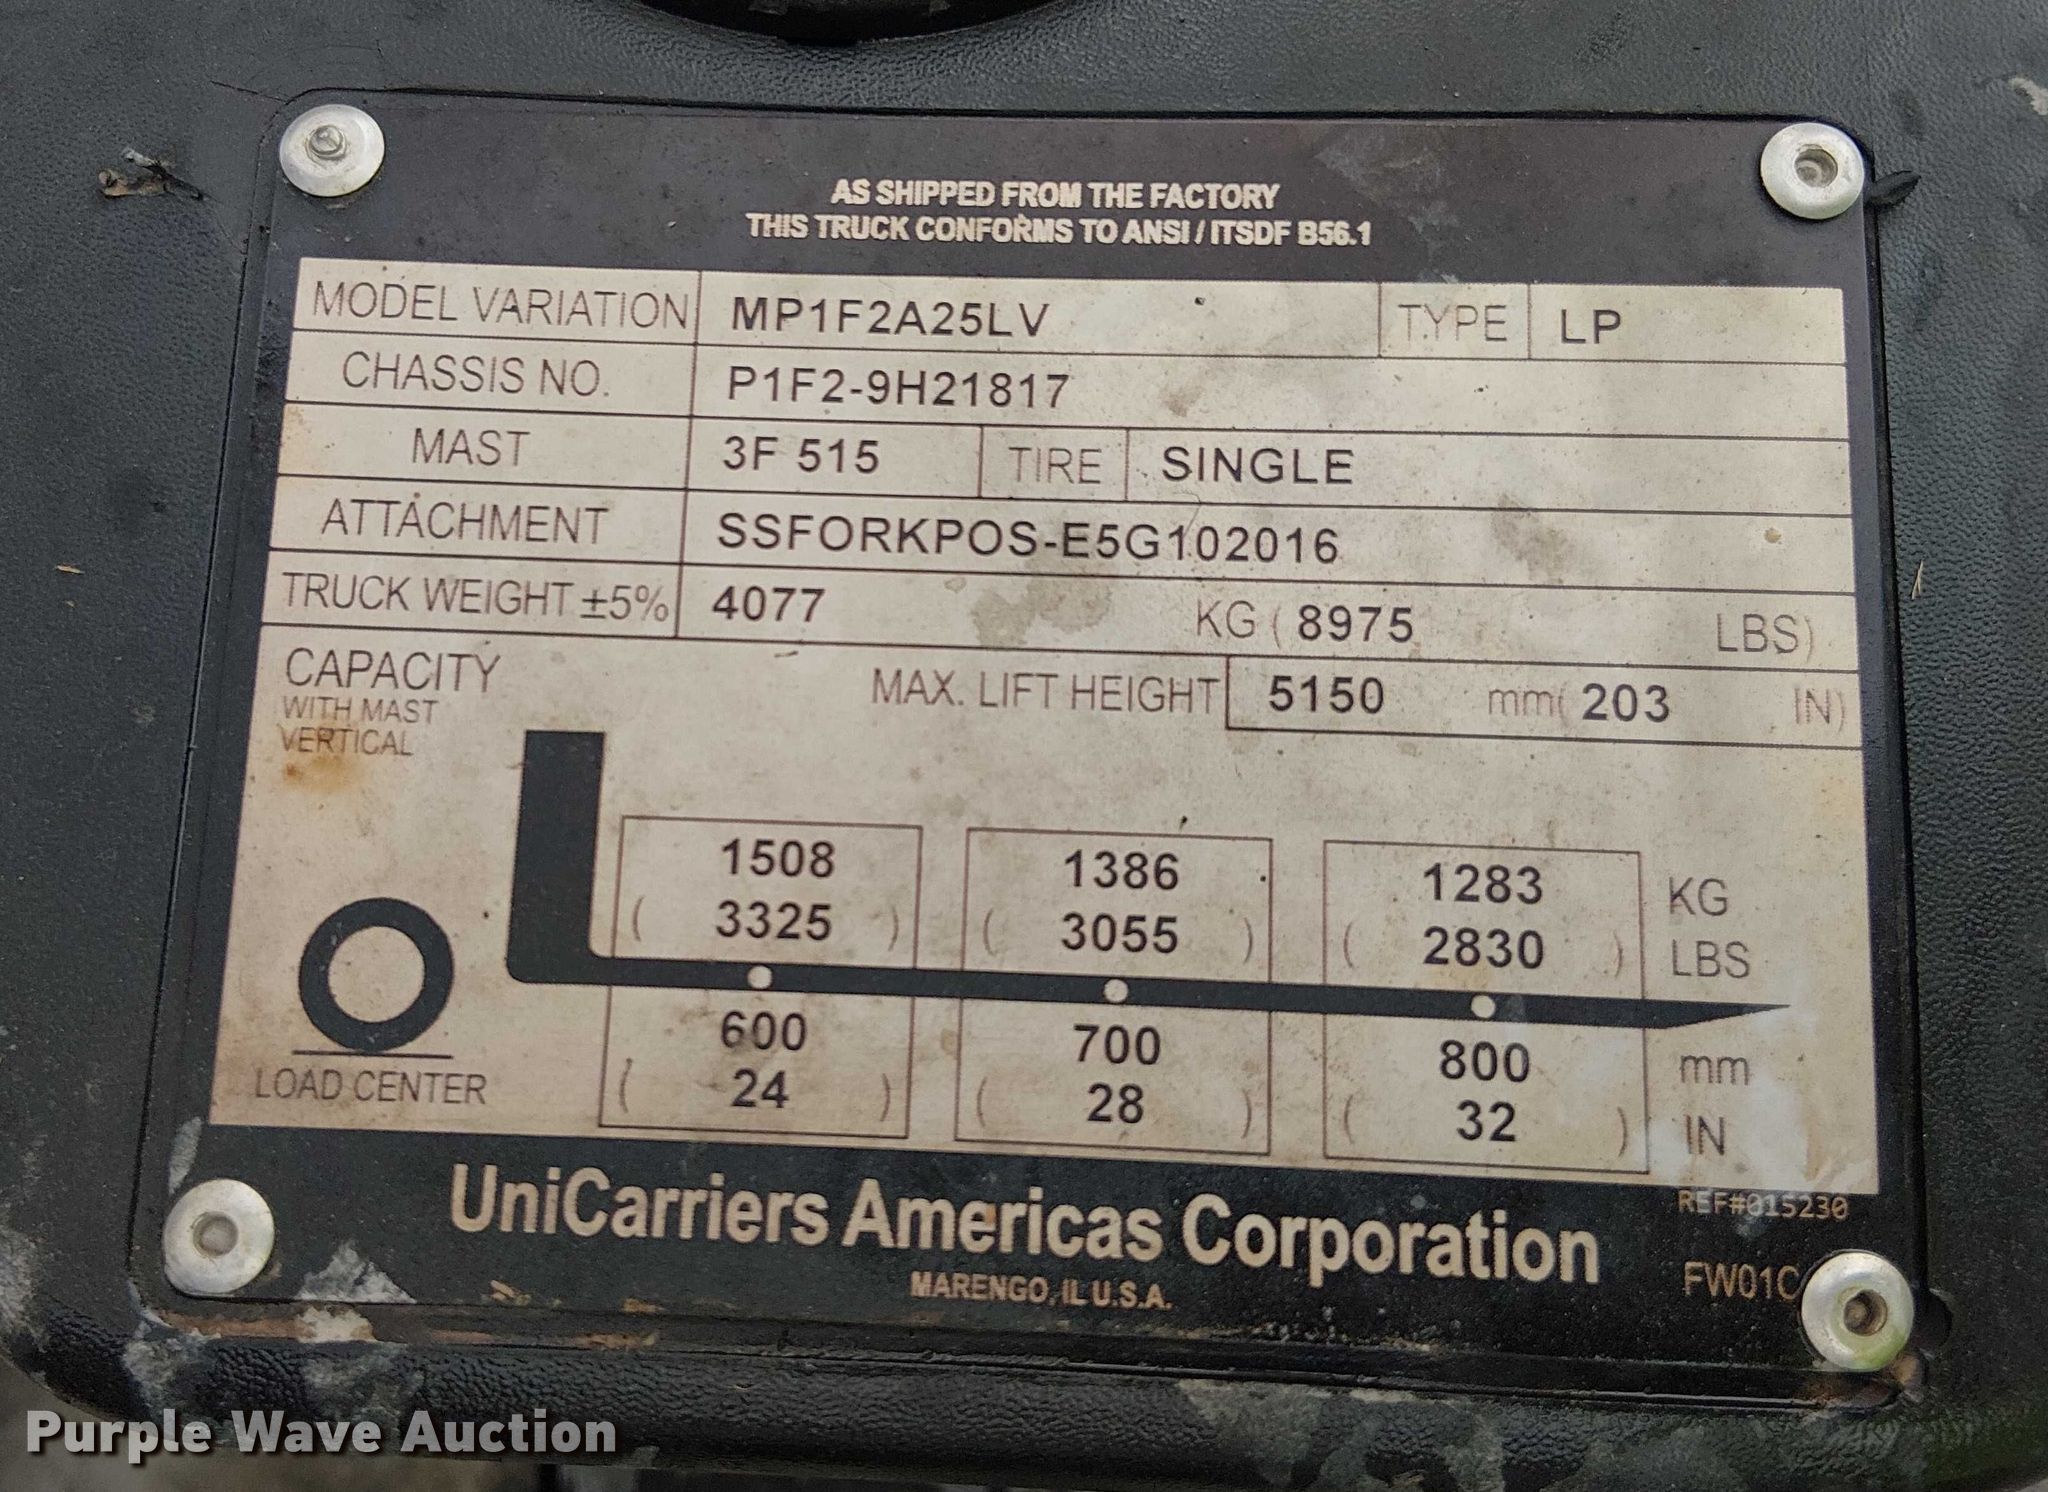 AS SHIPPED FROM THE FACTORY
THIS TRUCK CONFORMS TO ANSI / ITSDF B56.1
MODEL VARIATION MP1F2A25LV TYPE LP
CHASSIS NO. P1F2-9H21817
MAST 3F 515 TIRE SINGLE
ATTACHMENT SSFORKPOS-E5G102016
TRUCK WEIGHT ±5% 4077 KG ( 8975 LBS)
CAPACITY MAX. LIFT HEIGHT 5150 mm( 203 IN)
WITH MAST
VERTICAL
1508 1386 1283 KG
( 3325 ) ( 3055 ) ( 2830 ) LBS
600 700 800 mm
LOAD CENTER ( 24 ) ( 28 ) ( 32 ) IN
UniCarriers Americas Corporation REF#015230
MARENGO, IL U.S.A. FW01C
Purple Wave Auction